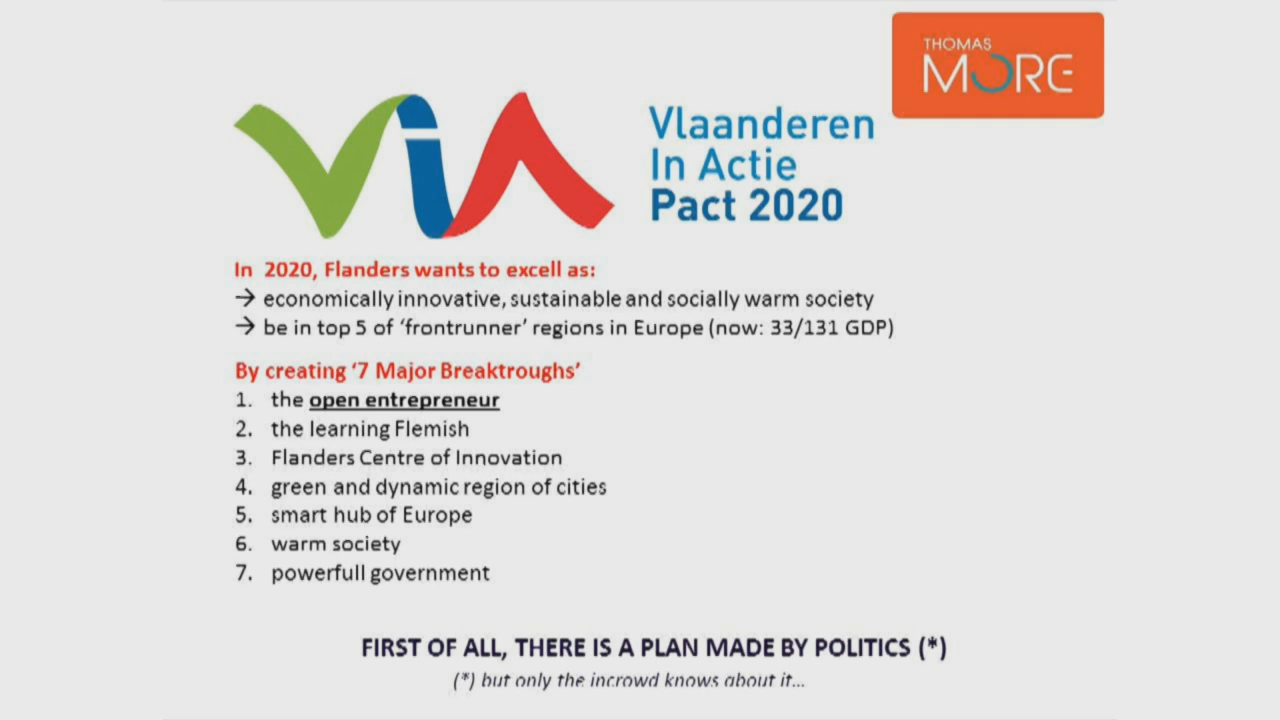 THOMAS
MORE
ViA
Vlaanderen
In Actie
Pact 2020
In 2020, Flanders wants to excell as:
→ economically innovative, sustainable and socially warm society
→ be in top 5 of ‘frontrunner’ regions in Europe (now: 33/131 GDP)
By creating ‘7 Major Breaktroughs’
1. the open entrepreneur
2. the learning Flemish
3. Flanders Centre of Innovation
4. green and dynamic region of cities
5. smart hub of Europe
6. warm society
7. powerfull government
FIRST OF ALL, THERE IS A PLAN MADE BY POLITICS (*)
(*) but only the incrowd knows about it...